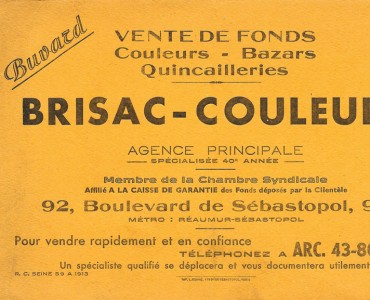 Buvard
VENTE DE FONDS
Couleurs - Bazars
Quincailleries
BRISAC-COULEUR
AGENCE PRINCIPALE
SPÉCIALISÉE 40e ANNÉE
Membre de la Chambre Syndicale
Affilié A LA CAISSE DE GARANTIE des Fonds déposés par la Clientèle
92, Boulevard de Sébastopol, 9
MÉTRO : RÉAUMUR-SÉBASTOPOL
Pour vendre rapidement et en confiance
TÉLÉPHONEZ A ARC. 43-80
Un spécialiste qualifié se déplacera et vous documentera utilement
R. C. SEINE 59 A 1913